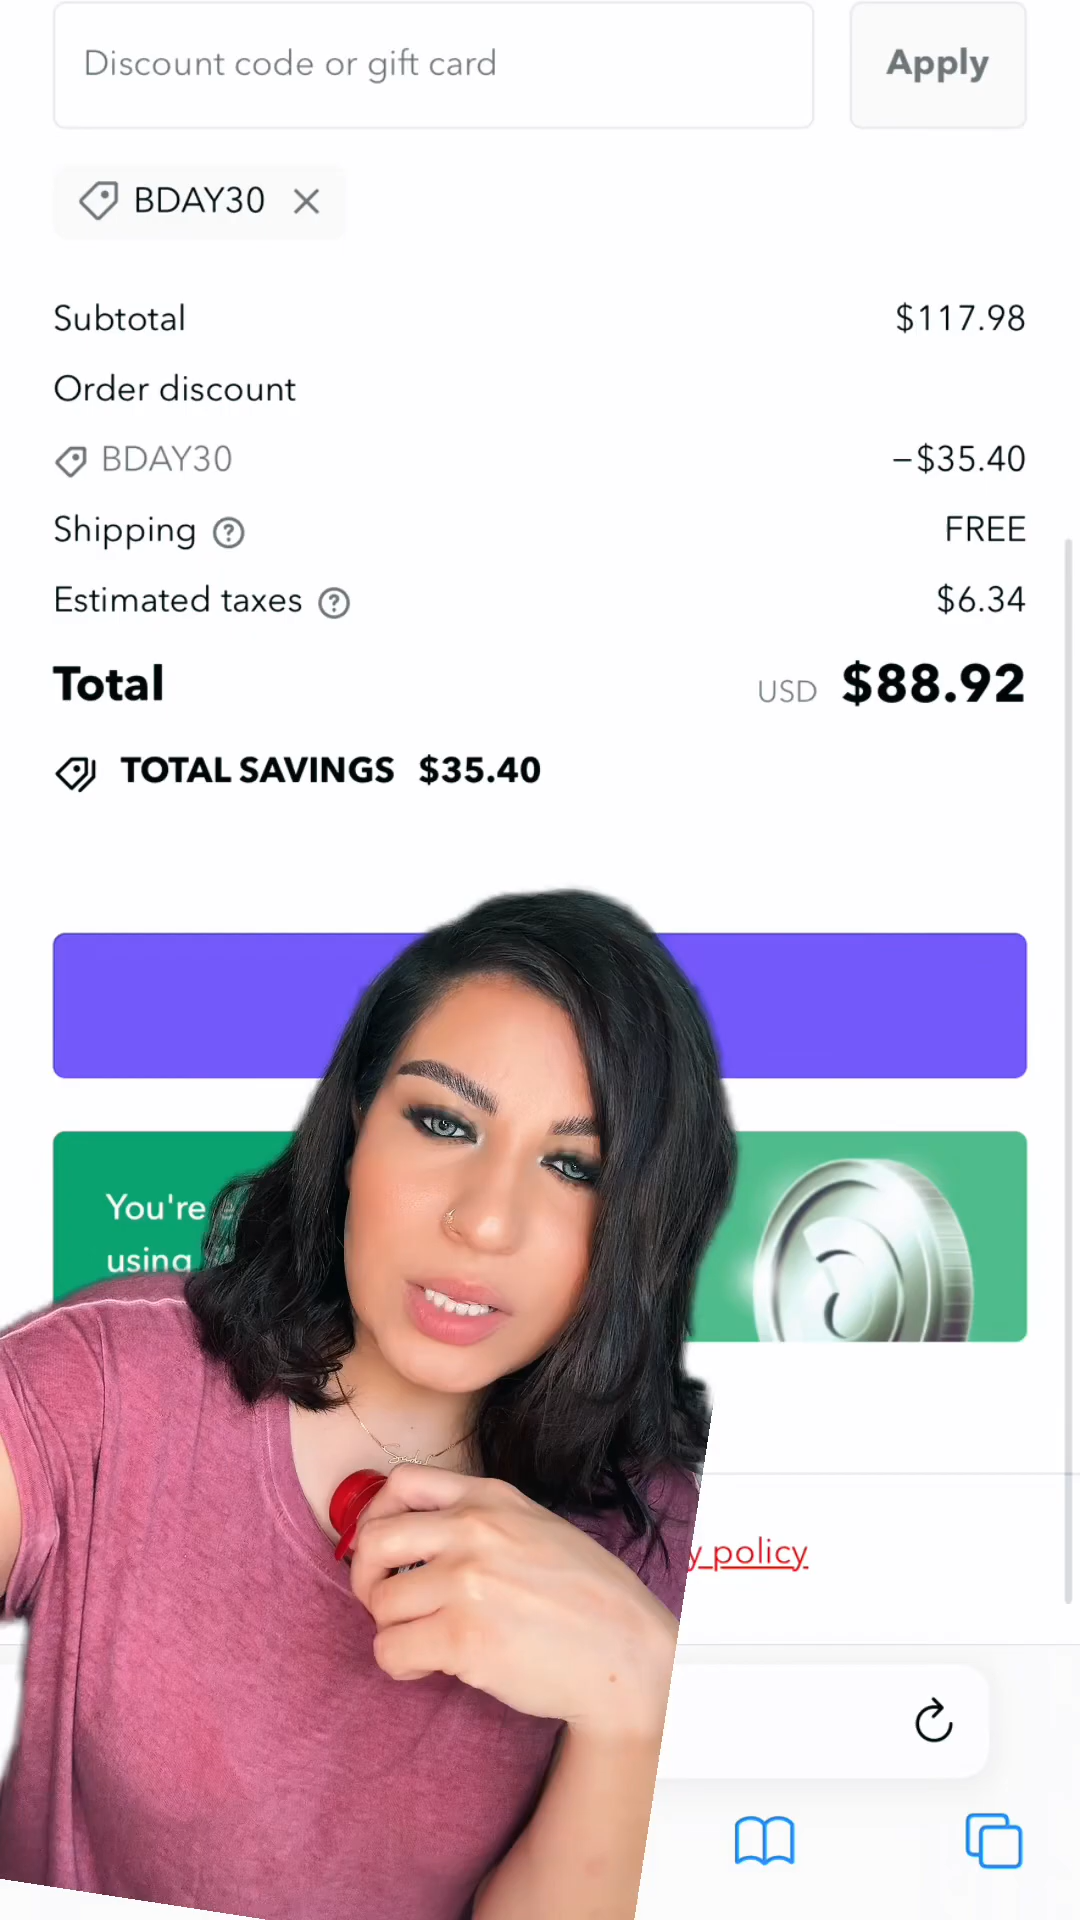 Discount code or gift card
Apply
BDAY30
Subtotal $117.98
Order discount
BDAY30 −$35.40
Shipping FREE
Estimated taxes $6.34
Total USD $88.92
TOTAL SAVINGS $35.40
You're
using
policy